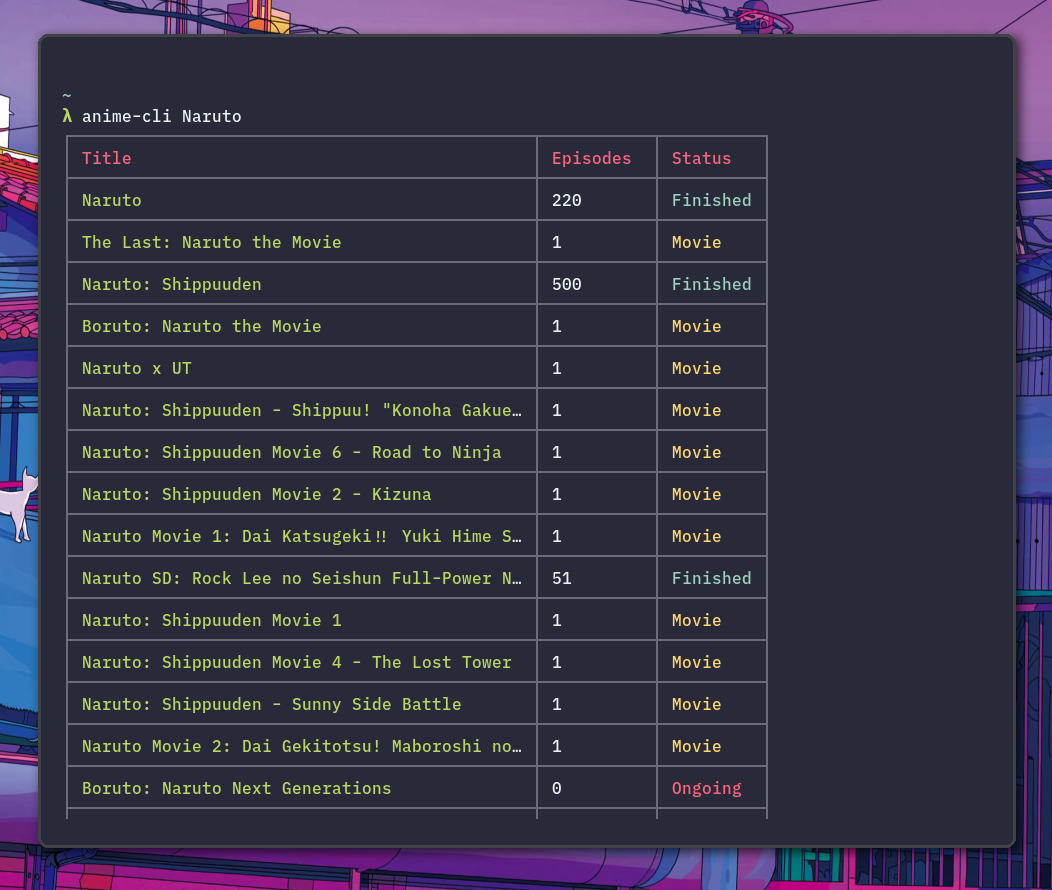 ~
λ anime-cli Naruto
Title Episodes Status
Naruto 220 Finished
The Last: Naruto the Movie 1 Movie
Naruto: Shippuuden 500 Finished
Boruto: Naruto the Movie 1 Movie
Naruto x UT 1 Movie
Naruto: Shippuuden - Shippuu! "Konoha Gakue… 1 Movie
Naruto: Shippuuden Movie 6 - Road to Ninja 1 Movie
Naruto: Shippuuden Movie 2 - Kizuna 1 Movie
Naruto Movie 1: Dai Katsugeki!! Yuki Hime S… 1 Movie
Naruto SD: Rock Lee no Seishun Full-Power N… 51 Finished
Naruto: Shippuuden Movie 1 1 Movie
Naruto: Shippuuden Movie 4 - The Lost Tower 1 Movie
Naruto: Shippuuden - Sunny Side Battle 1 Movie
Naruto Movie 2: Dai Gekitotsu! Maboroshi no… 1 Movie
Boruto: Naruto Next Generations 0 Ongoing